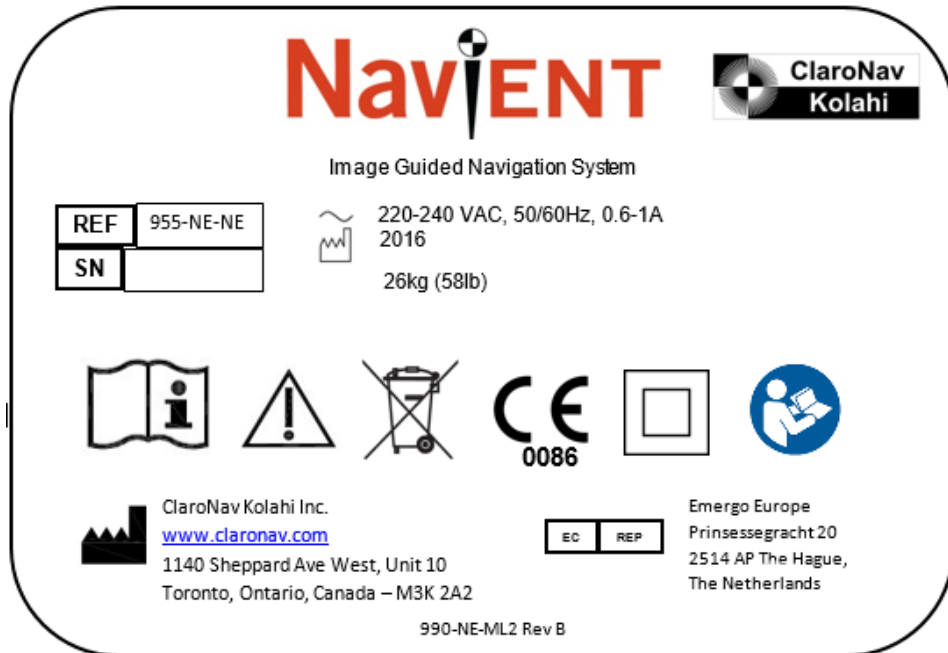 NaviENT
ClaroNav
Kolahi
Image Guided Navigation System
REF 955-NE-NE
SN
220-240 VAC, 50/60Hz, 0.6-1A
2016
26kg (58lb)
i
CE
0086
ClaroNav Kolahi Inc.
www.claronav.com
1140 Sheppard Ave West, Unit 10
Toronto, Ontario, Canada – M3K 2A2
EC REP
Emergo Europe
Prinsessegracht 20
2514 AP The Hague,
The Netherlands
990-NE-ML2 Rev B